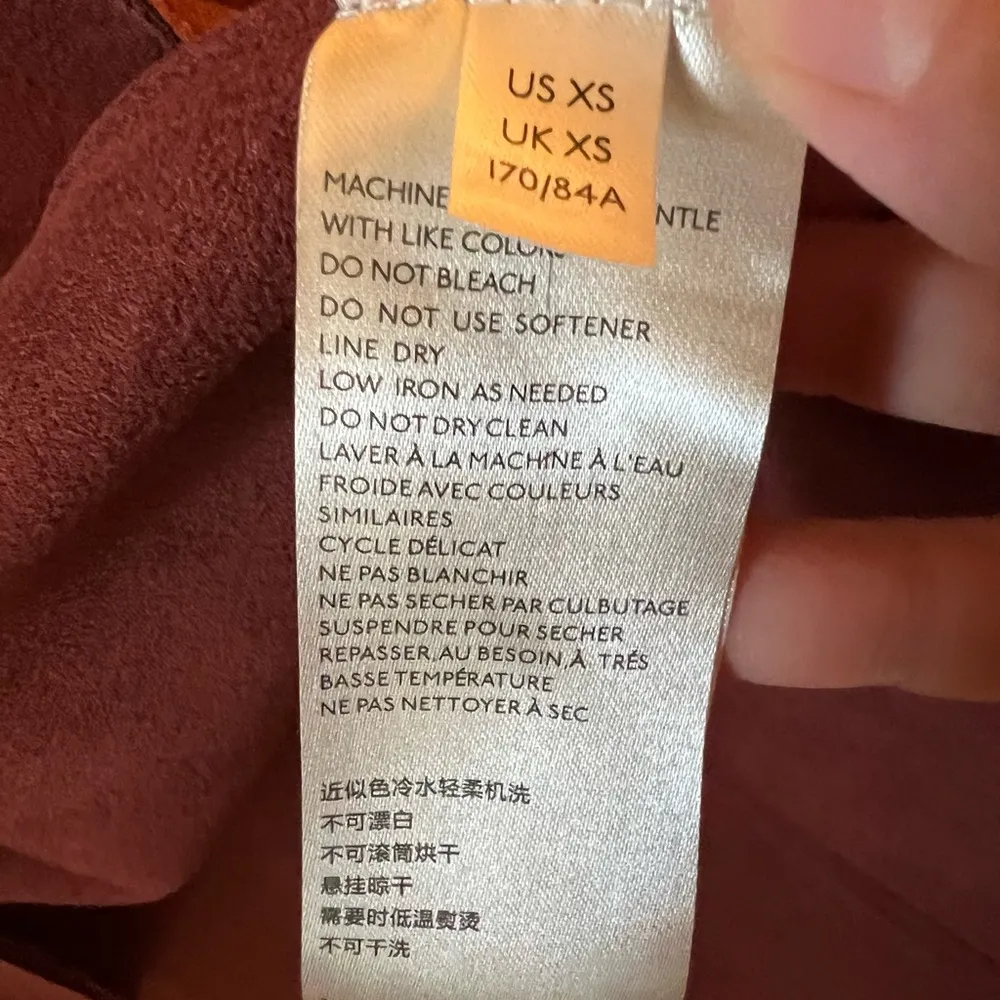 US XS
UK XS
170/84A
MACHINE NTLE
WITH LIKE COLORS
DO NOT BLEACH
DO NOT USE SOFTENER
LINE DRY
LOW IRON AS NEEDED
DO NOT DRY CLEAN
LAVER À LA MACHINE À L'EAU
FROIDE AVEC COULEURS
SIMILAIRES
CYCLE DÉLICAT
NE PAS BLANCHIR
NE PAS SECHER PAR CULBUTAGE
SUSPENDRE POUR SECHER
REPASSER AU BESOIN À TRÉS
BASSE TEMPÉRATURE
NE PAS NETTOYER À SEC
近似色冷水轻柔机洗
不可漂白
不可滚筒烘干
悬挂晾干
需要时低温熨烫
不可干洗